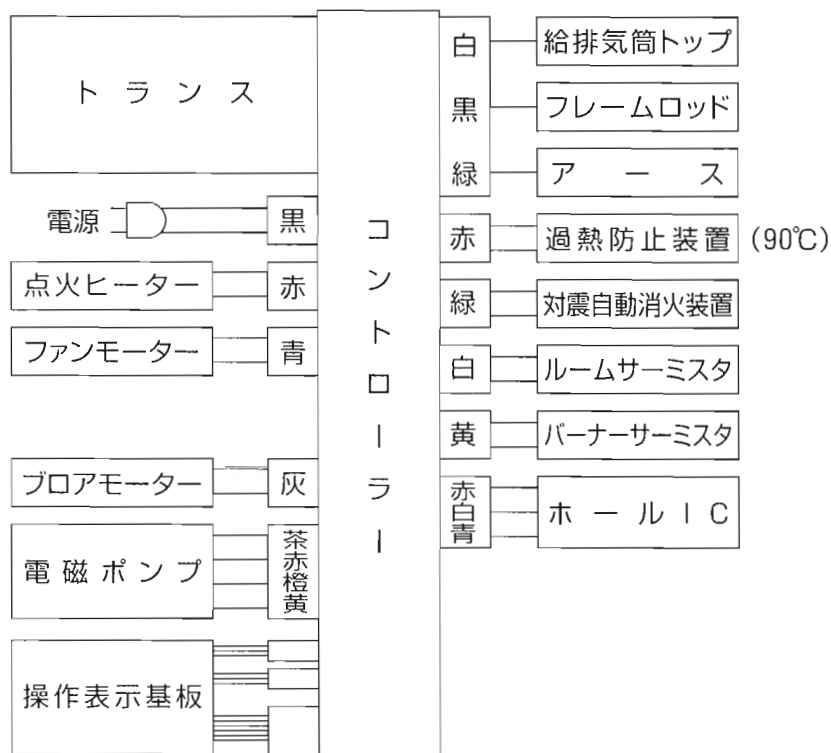 トランス
電源
黒
点火ヒーター
赤
ファンモーター
青
ブロアモーター
灰
電磁ポンプ
茶
赤
橙
黄
操作表示基板
コントローラー
白
給排気筒トップ
黒
フレームロッド
緑
アース
赤
過熱防止装置 (90℃)
緑
対震自動消火装置
白
ルームサーミスタ
黄
バーナーサーミスタ
赤
白
青
ホールIC